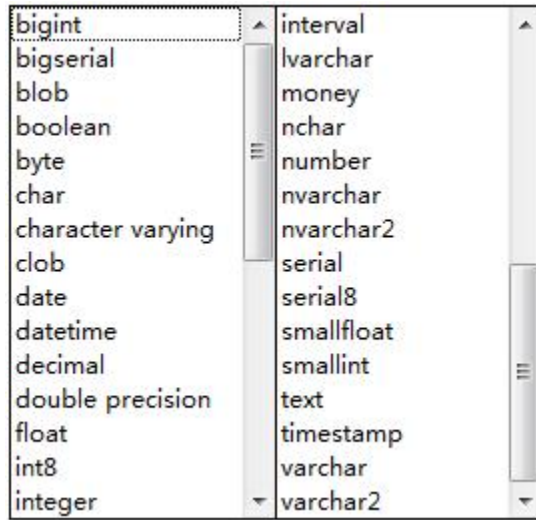 bigint
bigserial
blob
boolean
byte
char
character varying
clob
date
datetime
decimal
double precision
float
int8
integer
interval
lvarchar
money
nchar
number
nvarchar
nvarchar2
serial
serial8
smallfloat
smallint
text
timestamp
varchar
varchar2